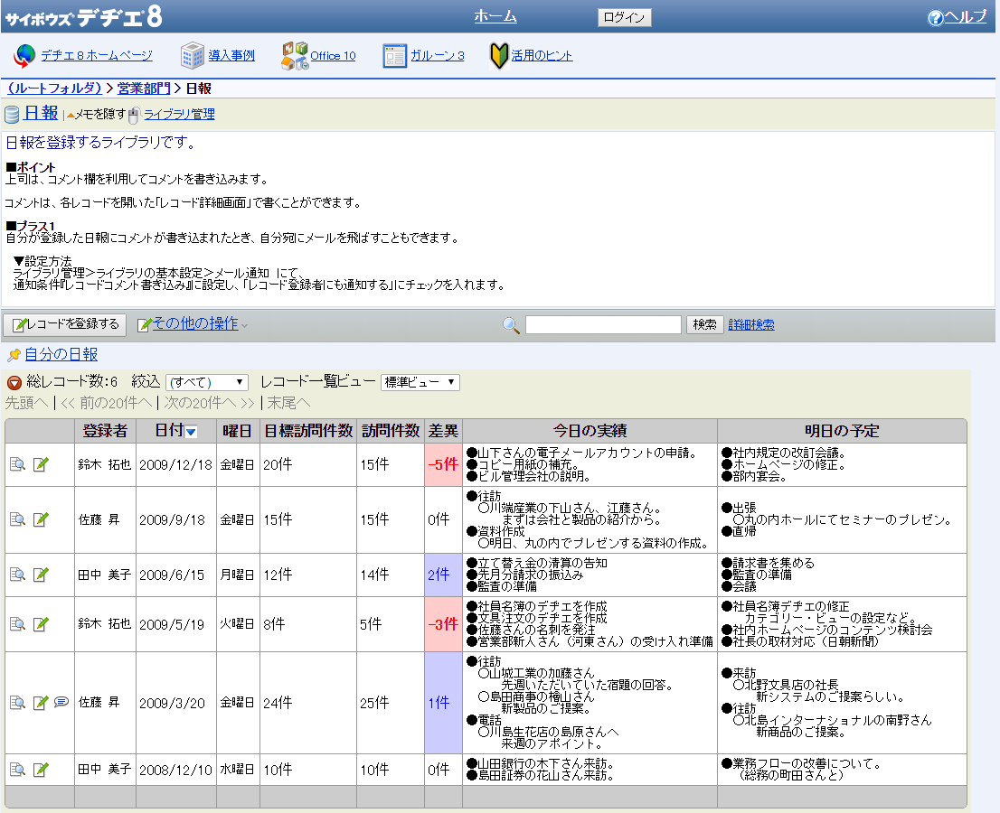 サイボウズ デヂエ 8
ホーム
ログイン
ヘルプ
デヂエ8ホームページ
導入事例
Office 10
ガルーン 3
活用のヒント
(ルートフォルダ) > 営業部門 > 日報
日報 | メモを隠す ライブラリ管理
日報を登録するライブラリです。
■ポイント
上司は、コメント欄を利用してコメントを書き込みます。
コメントは、各レコードを開いた「レコード詳細画面」で書くことができます。
■プラス1
自分が登録した日報にコメントが書き込まれたとき、自分宛にメールを飛ばすこともできます。
▼設定方法
ライブラリ管理>ライブラリの基本設定>メール通知 にて、
通知条件『レコードコメント書き込み』に設定し、「レコード登録者にも通知する」にチェックを入れます。
レコードを登録する
その他の操作
検索
詳細検索
自分の日報
総レコード数:6 絞込 (すべて) レコード一覧ビュー 標準ビュー
先頭へ | << 前の20件へ | 次の20件へ >> | 末尾へ
登録者 日付 曜日 目標訪問件数 訪問件数 差異 今日の実績 明日の予定
鈴木 拓也 2009/12/18 金曜日 20件 15件 -5件
●山下さんの電子メールアカウントの申請。
●コピー用紙の補充。
●ビル管理会社の説明。
●社内規定の改訂会議。
●ホームページの修正。
●部内宴会。
佐藤 昇 2009/9/18 金曜日 15件 15件 0件
●往訪
○川端産業の下山さん、江藤さん。
まずは会社と製品の紹介から。
●資料作成
○明日、丸の内でプレゼンする資料の作成。
●出張
○丸の内ホールにてセミナーのプレゼン。
●直帰
田中 美子 2009/6/15 月曜日 12件 14件 2件
●立て替え金の清算の告知
●先月分請求の振込み
●監査の準備
●請求書を集める
●監査の準備
●会議
鈴木 拓也 2009/5/19 火曜日 8件 5件 -3件
●社員名簿のデヂエを作成
●文具注文のデヂエを作成
●佐藤さんの名刺を発注
●営業部新人さん(河東さん)の受け入れ準備
●社員名簿デヂエの修正
カテゴリー・ビューの設定など。
●社内ホームページのコンテンツ検討会
●社長の取材対応(日朝新聞)
佐藤 昇 2009/3/20 金曜日 24件 25件 1件
●往訪
○山城工業の加藤さん
先週いただいていた宿題の回答。
○島田商事の檜山さん
新製品のご提案。
●電話
○川島生花店の島原さんへ
来週のアポイント。
●来訪
○北野文具店の社長
新システムのご提案らしい。
●往訪
○北島インターナショナルの南野さん
新商品のご提案。
田中 美子 2008/12/10 水曜日 10件 10件 0件
●山田銀行の木下さん来訪。
●島田証券の花山さん来訪。
●業務フローの改善について。
(総務の町田さんと)